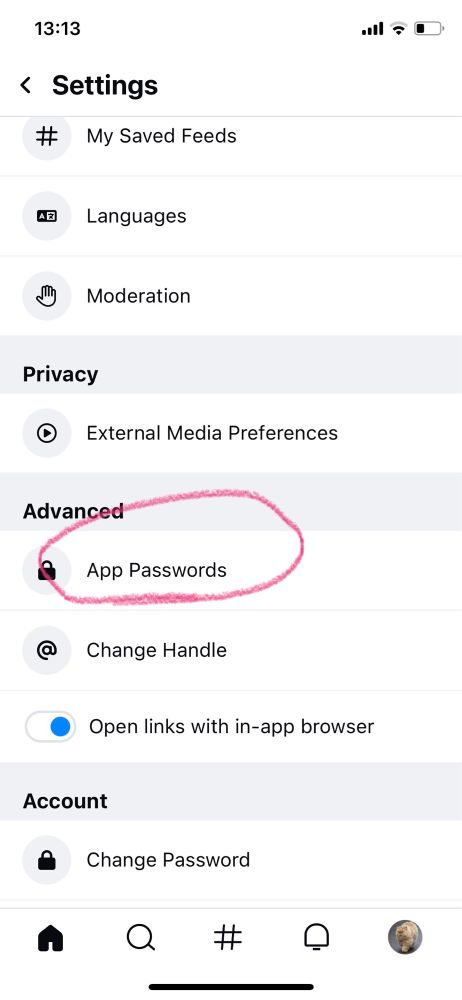 13:13
Settings
My Saved Feeds
Languages
Moderation
Privacy
External Media Preferences
Advanced
App Passwords
Change Handle
Open links with in-app browser
Account
Change Password